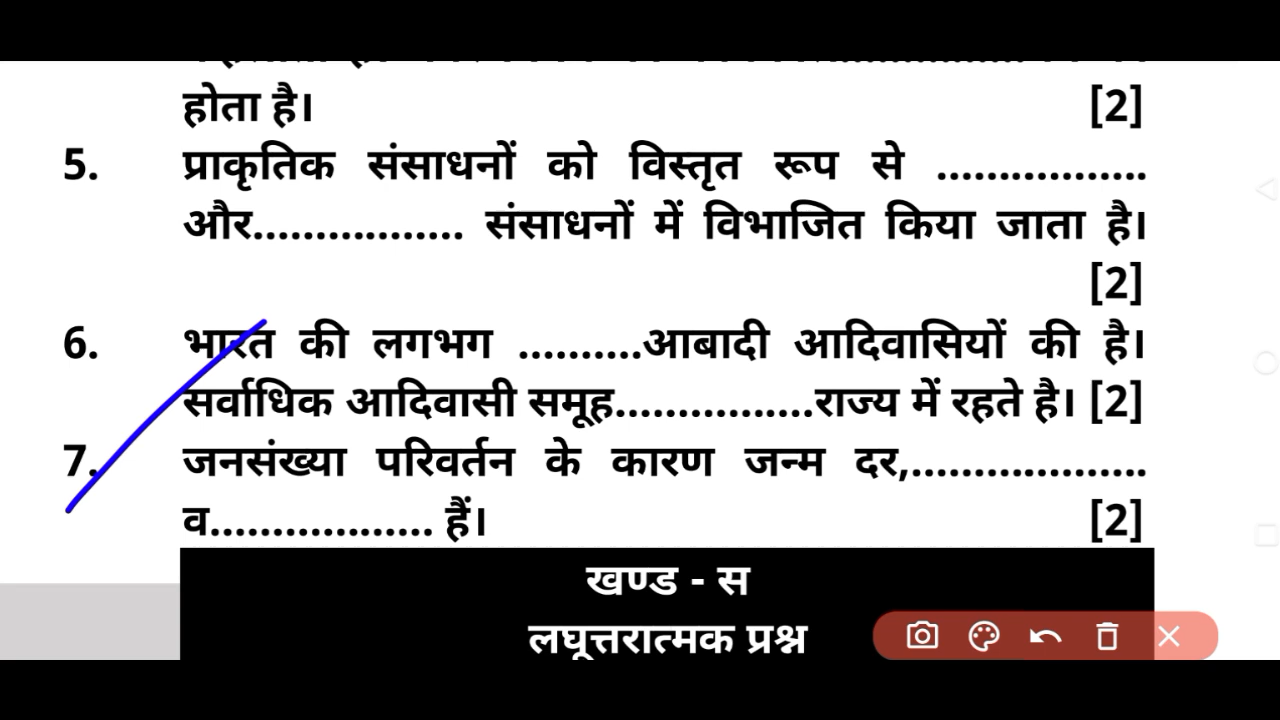 होता है। [2]
5. प्राकृतिक संसाधनों को विस्तृत रूप से .................
और................. संसाधनों में विभाजित किया जाता है।
[2]
6. भारत की लगभग ..........आबादी आदिवासियों की है।
सर्वाधिक आदिवासी समूह................राज्य में रहते है। [2]
7. जनसंख्या परिवर्तन के कारण जन्म दर,...................
व.................. हैं। [2]
खण्ड - स
लघूत्तरात्मक प्रश्न